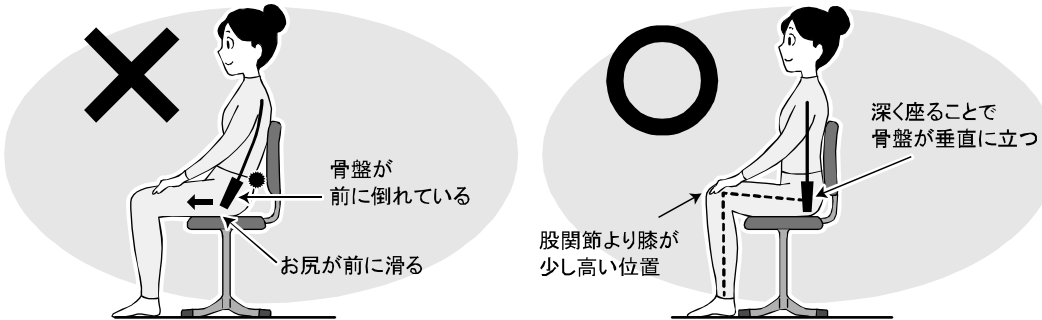 骨盤が
前に倒れている
お尻が前に滑る
深く座ることで
骨盤が垂直に立つ
股関節より膝が
少し高い位置